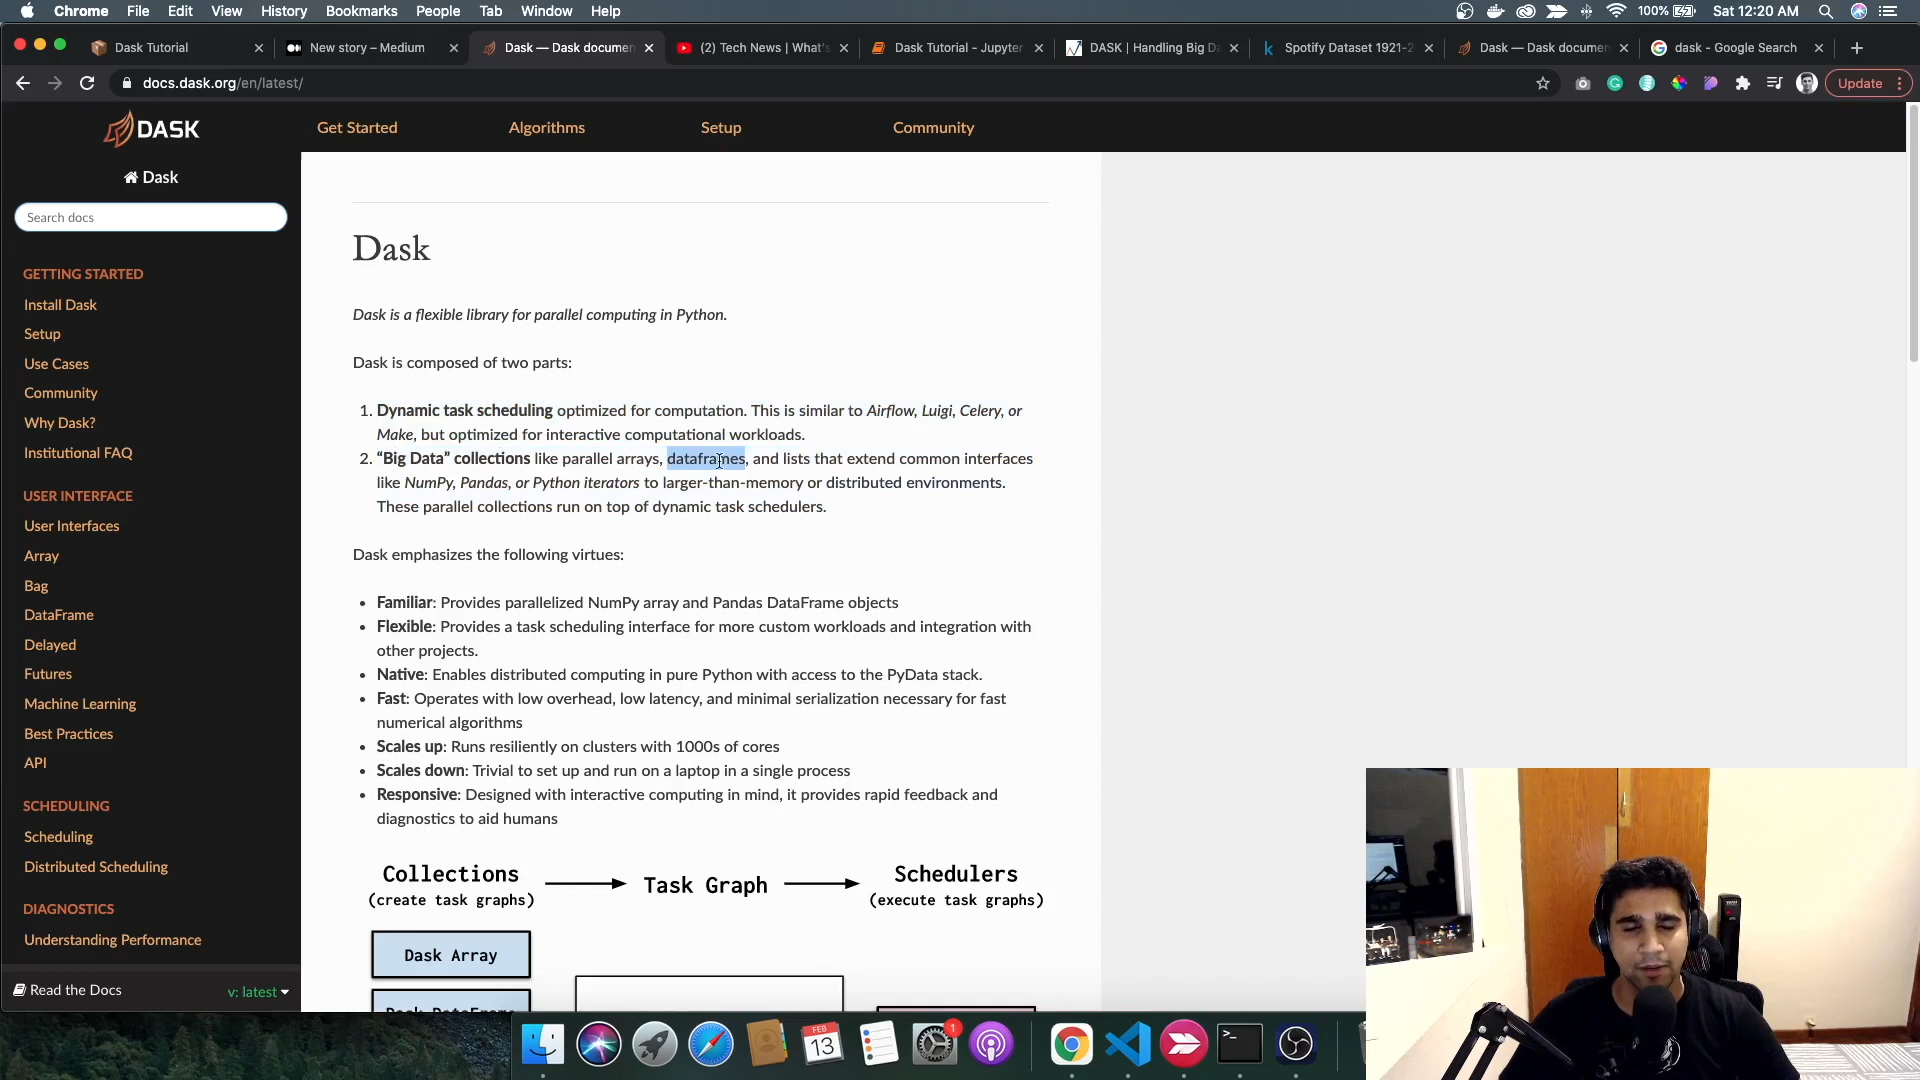 Chrome File Edit View History Bookmarks People Tab Window Help 100% Sat 12:20 AM
Dask Tutorial
New story – Medium
Dask — Dask documen
(2) Tech News | What's
Dask Tutorial - Jupyter
DASK | Handling Big Da
Spotify Dataset 1921-2
Dask — Dask documen
dask - Google Search
docs.dask.org/en/latest/
Update
DASK
Get Started Algorithms Setup Community
Dask
Search docs
GETTING STARTED
Install Dask
Setup
Use Cases
Community
Why Dask?
Institutional FAQ
USER INTERFACE
User Interfaces
Array
Bag
DataFrame
Delayed
Futures
Machine Learning
Best Practices
API
SCHEDULING
Scheduling
Distributed Scheduling
DIAGNOSTICS
Understanding Performance
Read the Docs v: latest
Dask
Dask is a flexible library for parallel computing in Python.
Dask is composed of two parts:
1. Dynamic task scheduling optimized for computation. This is similar to Airflow, Luigi, Celery, or
Make, but optimized for interactive computational workloads.
2. “Big Data” collections like parallel arrays, dataframes, and lists that extend common interfaces
like NumPy, Pandas, or Python iterators to larger-than-memory or distributed environments.
These parallel collections run on top of dynamic task schedulers.
Dask emphasizes the following virtues:
• Familiar: Provides parallelized NumPy array and Pandas DataFrame objects
• Flexible: Provides a task scheduling interface for more custom workloads and integration with
other projects.
• Native: Enables distributed computing in pure Python with access to the PyData stack.
• Fast: Operates with low overhead, low latency, and minimal serialization necessary for fast
numerical algorithms
• Scales up: Runs resiliently on clusters with 1000s of cores
• Scales down: Trivial to set up and run on a laptop in a single process
• Responsive: Designed with interactive computing in mind, it provides rapid feedback and
diagnostics to aid humans
Collections
(create task graphs)
Task Graph
Schedulers
(execute task graphs)
Dask Array
Dask DataFrame
FEB
13
1